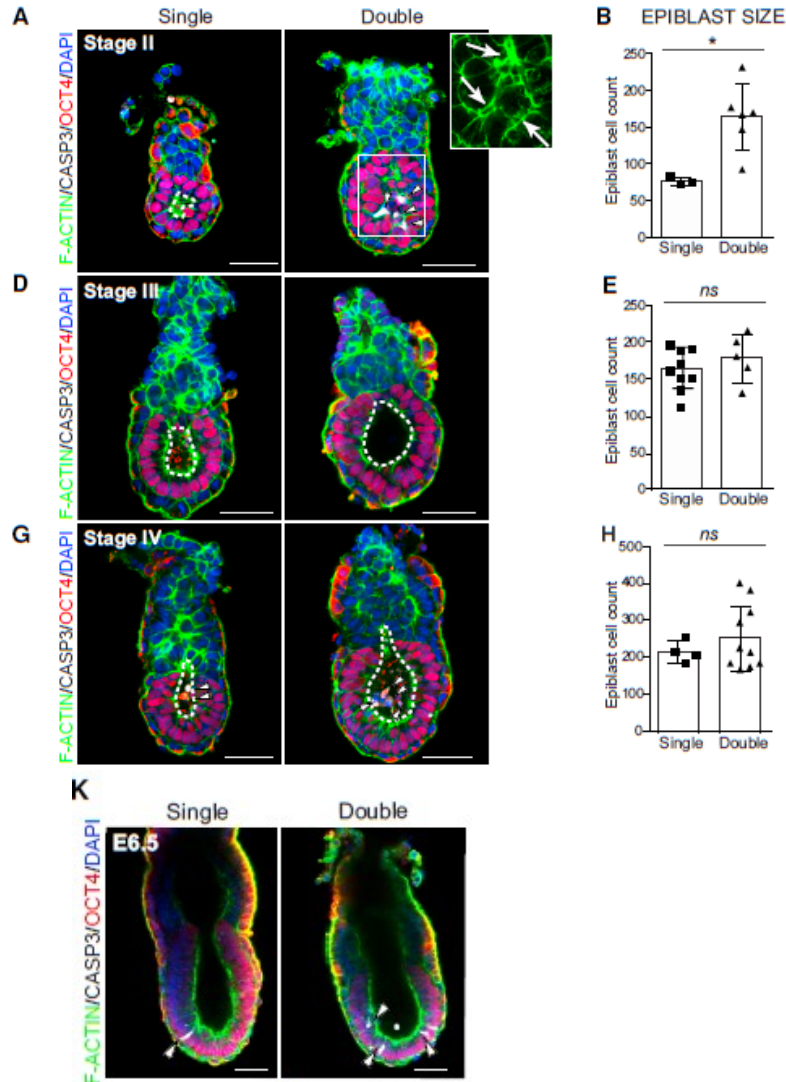 A
Single
Double
B
EPIBLAST SIZE
F-ACTIN/CASP3/OCT4/DAPI
Stage II
Epiblast cell count
250
200
150
100
50
0
*
Single
Double
D
F-ACTIN/CASP3/OCT4/DAPI
Stage III
E
Epiblast cell count
250
200
150
100
50
0
ns
Single
Double
G
F-ACTIN/CASP3/OCT4/DAPI
Stage IV
H
Epiblast cell count
500
400
300
200
100
0
ns
Single
Double
K
Single
Double
F-ACTIN/CASP3/OCT4/DAPI
E6.5
*